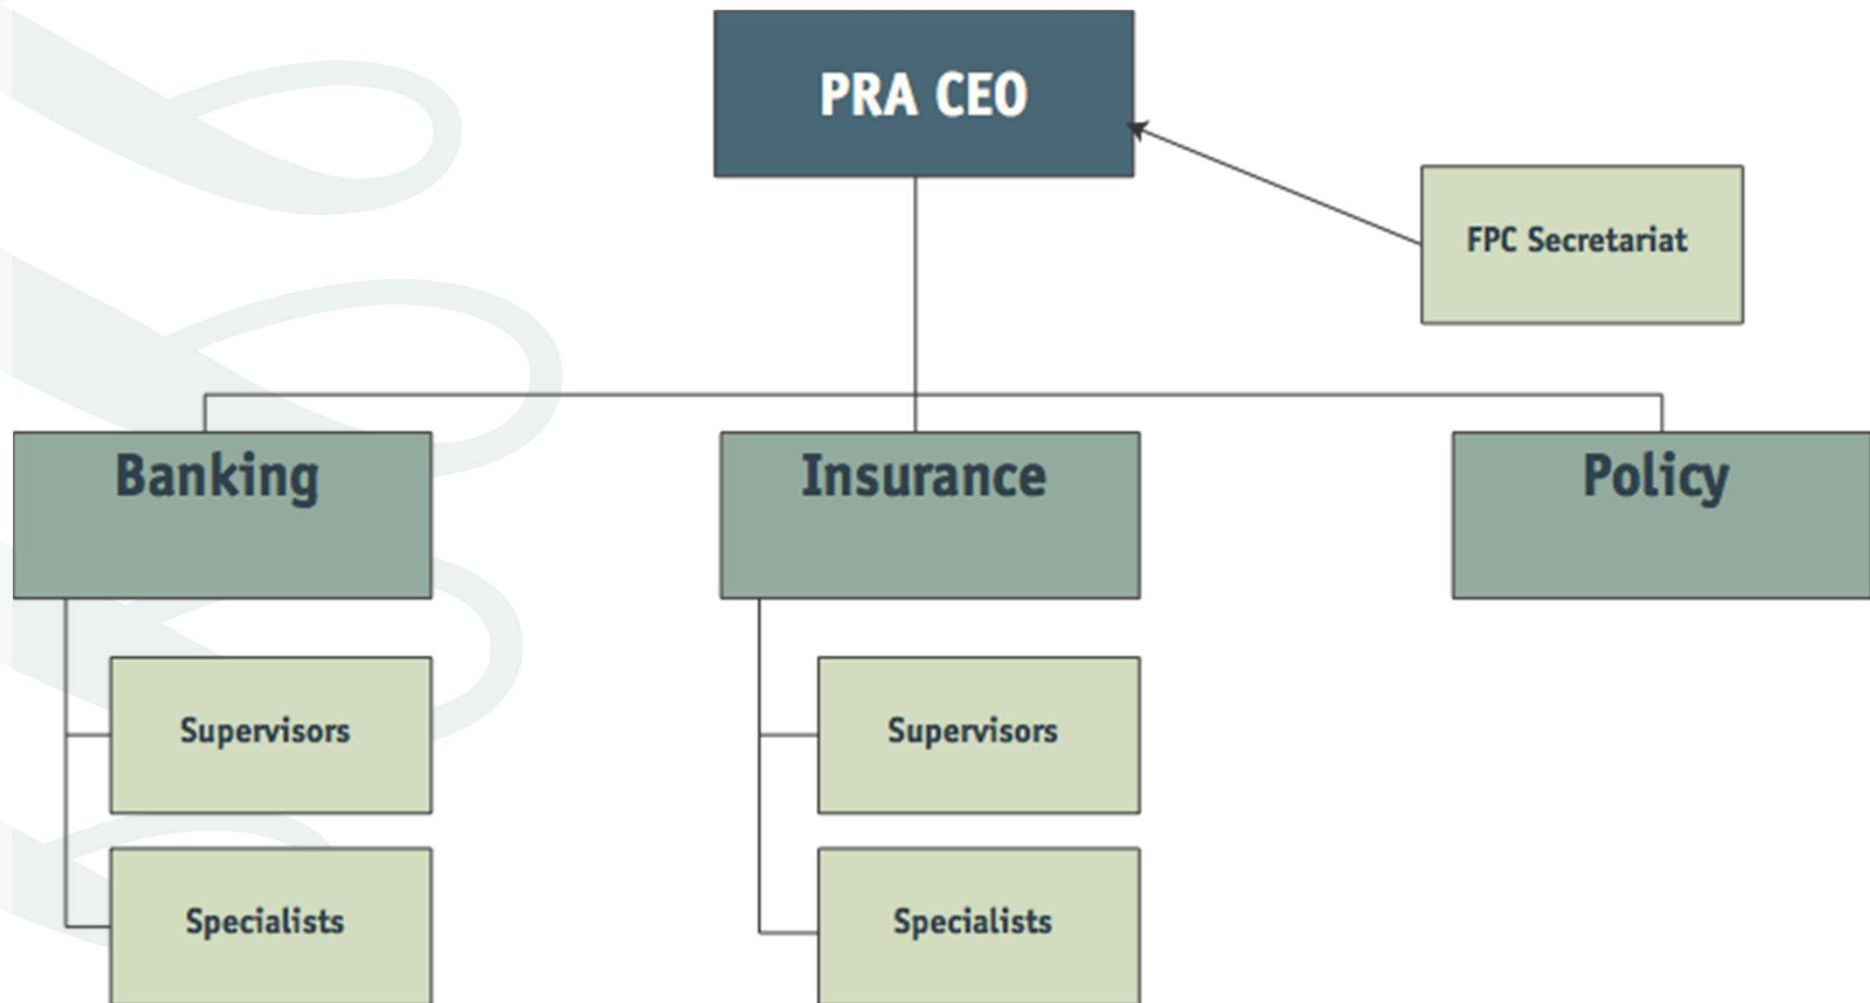 PRA CEO
FPC Secretariat
Banking
Insurance
Policy
Supervisors
Supervisors
Specialists
Specialists